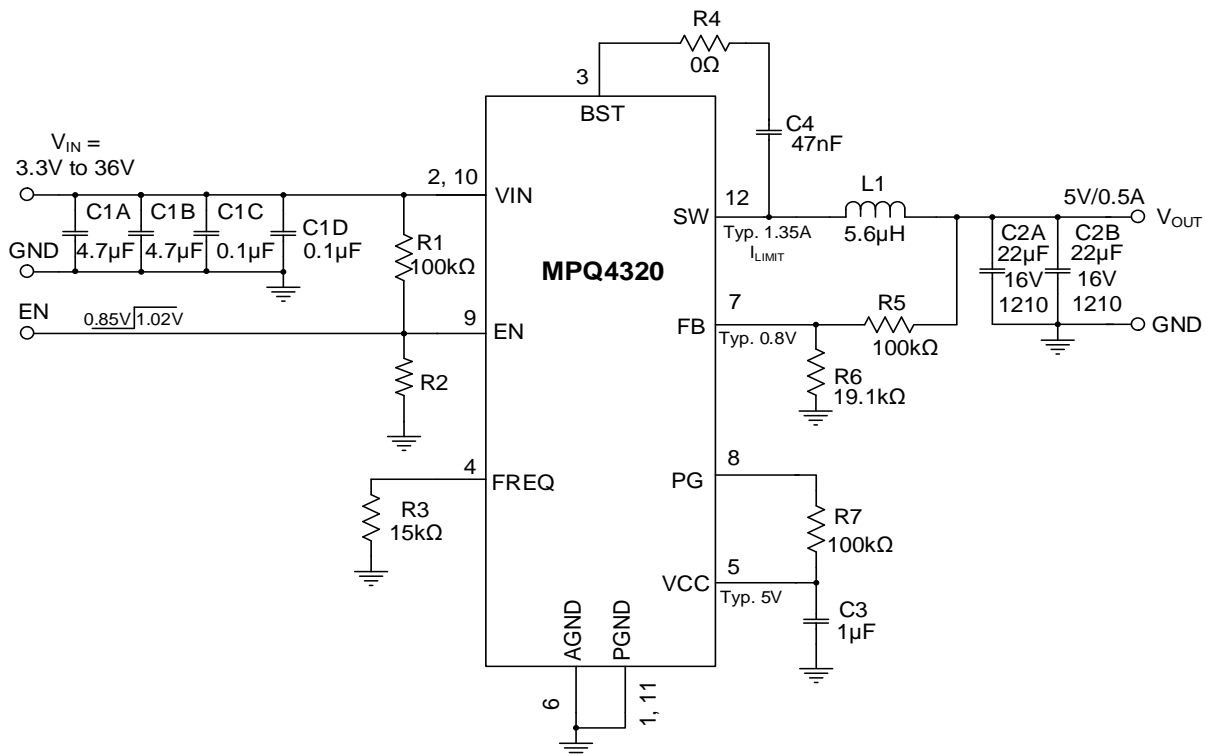 R4
0Ω
3
BST
C4
47nF
V_IN =
3.3V to 36V
2, 10
VIN
C1A
4.7µF
C1B
4.7µF
C1C
0.1µF
C1D
0.1µF
R1
100kΩ
GND
MPQ4320
12
SW
Typ. 1.35A
I_LIMIT
L1
5.6µH
5V/0.5A
V_OUT
C2A
22µF
16V
1210
C2B
22µF
16V
1210
GND
EN
0.85V
1.02V
9
EN
R2
7
FB
Typ. 0.8V
R5
100kΩ
R6
19.1kΩ
4
FREQ
R3
15kΩ
8
PG
R7
100kΩ
5
VCC
Typ. 5V
C3
1µF
AGND
PGND
6
1, 11